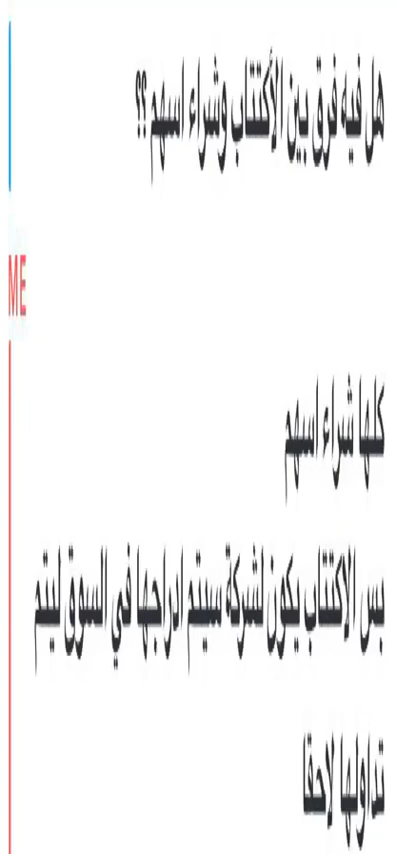 هل فيه فرق بين الأكتتاب وشراء اسهم ؟؟
ME
كلها شراء اسهم
بس الاكتتاب يكون لشركة سيتم ادراجها في السوق ليتم
تداولها لاحقا